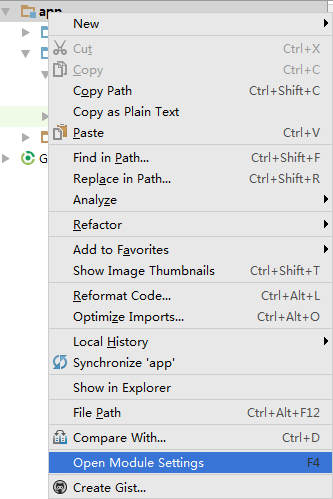 app
New
Cut Ctrl+X
Copy Ctrl+C
Copy Path Ctrl+Shift+C
Copy as Plain Text
Paste Ctrl+V
Find in Path... Ctrl+Shift+F
Replace in Path... Ctrl+Shift+R
Analyze
Refactor
Add to Favorites
Show Image Thumbnails Ctrl+Shift+T
Reformat Code... Ctrl+Alt+L
Optimize Imports... Ctrl+Alt+O
Local History
Synchronize 'app'
Show in Explorer
File Path Ctrl+Alt+F12
Compare With... Ctrl+D
Open Module Settings F4
Create Gist...